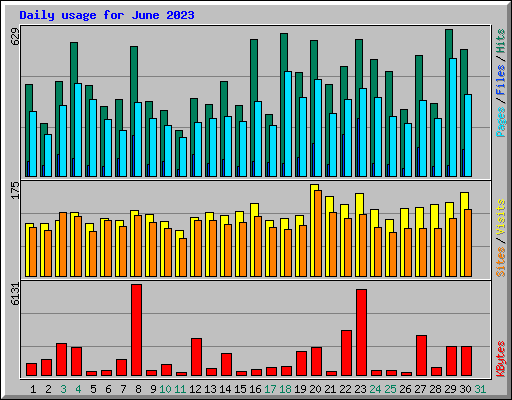 Daily usage for June 2023
629
Pages / Files / Hits
175
Sites / Visits
6131
KBytes
1 2 3 4 5 6 7 8 9 10 11 12 13 14 15 16 17 18 19 20 21 22 23 24 25 26 27 28 29 30 31